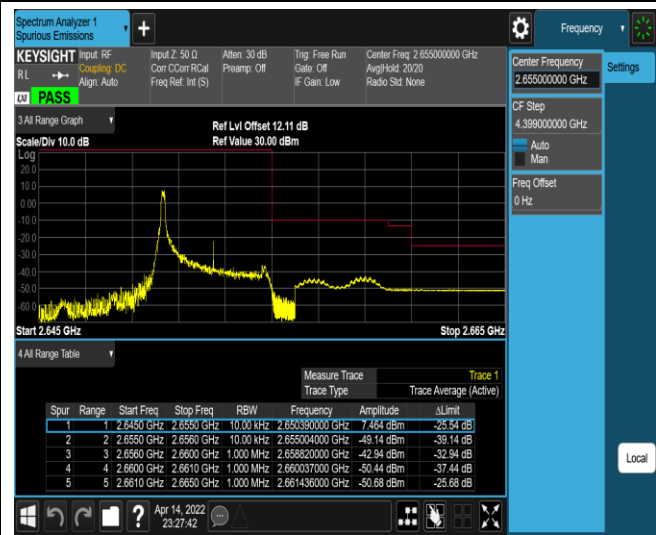 Spectrum Analyzer 1
Spurious Emissions
+
Frequency
KEYSIGHT
Input: RF
Input Z: 50 Ω
Atten: 30 dB
Trig: Free Run
Center Freq: 2.655000000 GHz
RL
Coupling: DC
Corr CCorr RCal
Preamp: Off
Gate: Off
Avg|Hold: 20/20
Align: Auto
Freq Ref: Int (S)
IF Gain: Low
Radio Std: None
LXI
PASS
Center Frequency
2.655000000 GHz
Settings
CF Step
4.399000000 GHz
Auto
Man
Freq Offset
0 Hz
3 All Range Graph
Ref Lvl Offset 12.11 dB
Scale/Div 10.0 dB
Ref Value 30.00 dBm
Log
20.0
10.0
0.00
-10.0
-20.0
-30.0
-40.0
-50.0
-60.0
Start 2.645 GHz
Stop 2.665 GHz
4 All Range Table
Measure Trace
Trace 1
Trace Type
Trace Average (Active)
Spur Range Start Freq Stop Freq RBW Frequency Amplitude ΔLimit
1 1 2.6450 GHz 2.6550 GHz 10.00 kHz 2.650390000 GHz 7.464 dBm -25.54 dB
2 2 2.6550 GHz 2.6560 GHz 10.00 kHz 2.655004000 GHz -49.14 dBm -39.14 dB
3 3 2.6560 GHz 2.6600 GHz 1.000 MHz 2.658820000 GHz -42.94 dBm -32.94 dB
4 4 2.6600 GHz 2.6610 GHz 1.000 MHz 2.660037000 GHz -50.44 dBm -37.44 dB
5 5 2.6610 GHz 2.6650 GHz 1.000 MHz 2.661436000 GHz -50.68 dBm -25.68 dB
Local
?
Apr 14, 2022
23:27:42